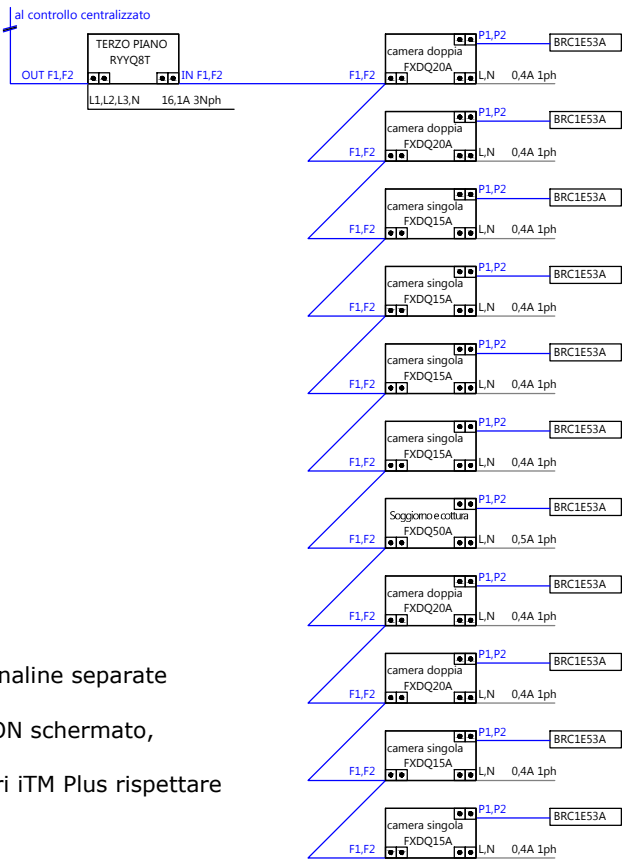 al controllo centralizzato
TERZO PIANO
RYYQ8T
OUT F1,F2
IN F1,F2
L1,L2,L3,N 16,1A 3Nph
F1,F2
camera doppia
FXDQ20A
P1,P2
BRC1E53A
L,N 0,4A 1ph
F1,F2
camera doppia
FXDQ20A
P1,P2
BRC1E53A
L,N 0,4A 1ph
F1,F2
camera singola
FXDQ15A
P1,P2
BRC1E53A
L,N 0,4A 1ph
F1,F2
camera singola
FXDQ15A
P1,P2
BRC1E53A
L,N 0,4A 1ph
F1,F2
camera singola
FXDQ15A
P1,P2
BRC1E53A
L,N 0,4A 1ph
F1,F2
camera singola
FXDQ15A
P1,P2
BRC1E53A
L,N 0,4A 1ph
F1,F2
Soggiorno e cottura
FXDQ50A
P1,P2
BRC1E53A
L,N 0,5A 1ph
F1,F2
camera doppia
FXDQ20A
P1,P2
BRC1E53A
L,N 0,4A 1ph
F1,F2
camera doppia
FXDQ20A
P1,P2
BRC1E53A
L,N 0,4A 1ph
F1,F2
camera singola
FXDQ15A
P1,P2
BRC1E53A
L,N 0,4A 1ph
F1,F2
camera singola
FXDQ15A
P1,P2
BRC1E53A
L,N 0,4A 1ph
naline separate
ON schermato,
ri iTM Plus rispettare